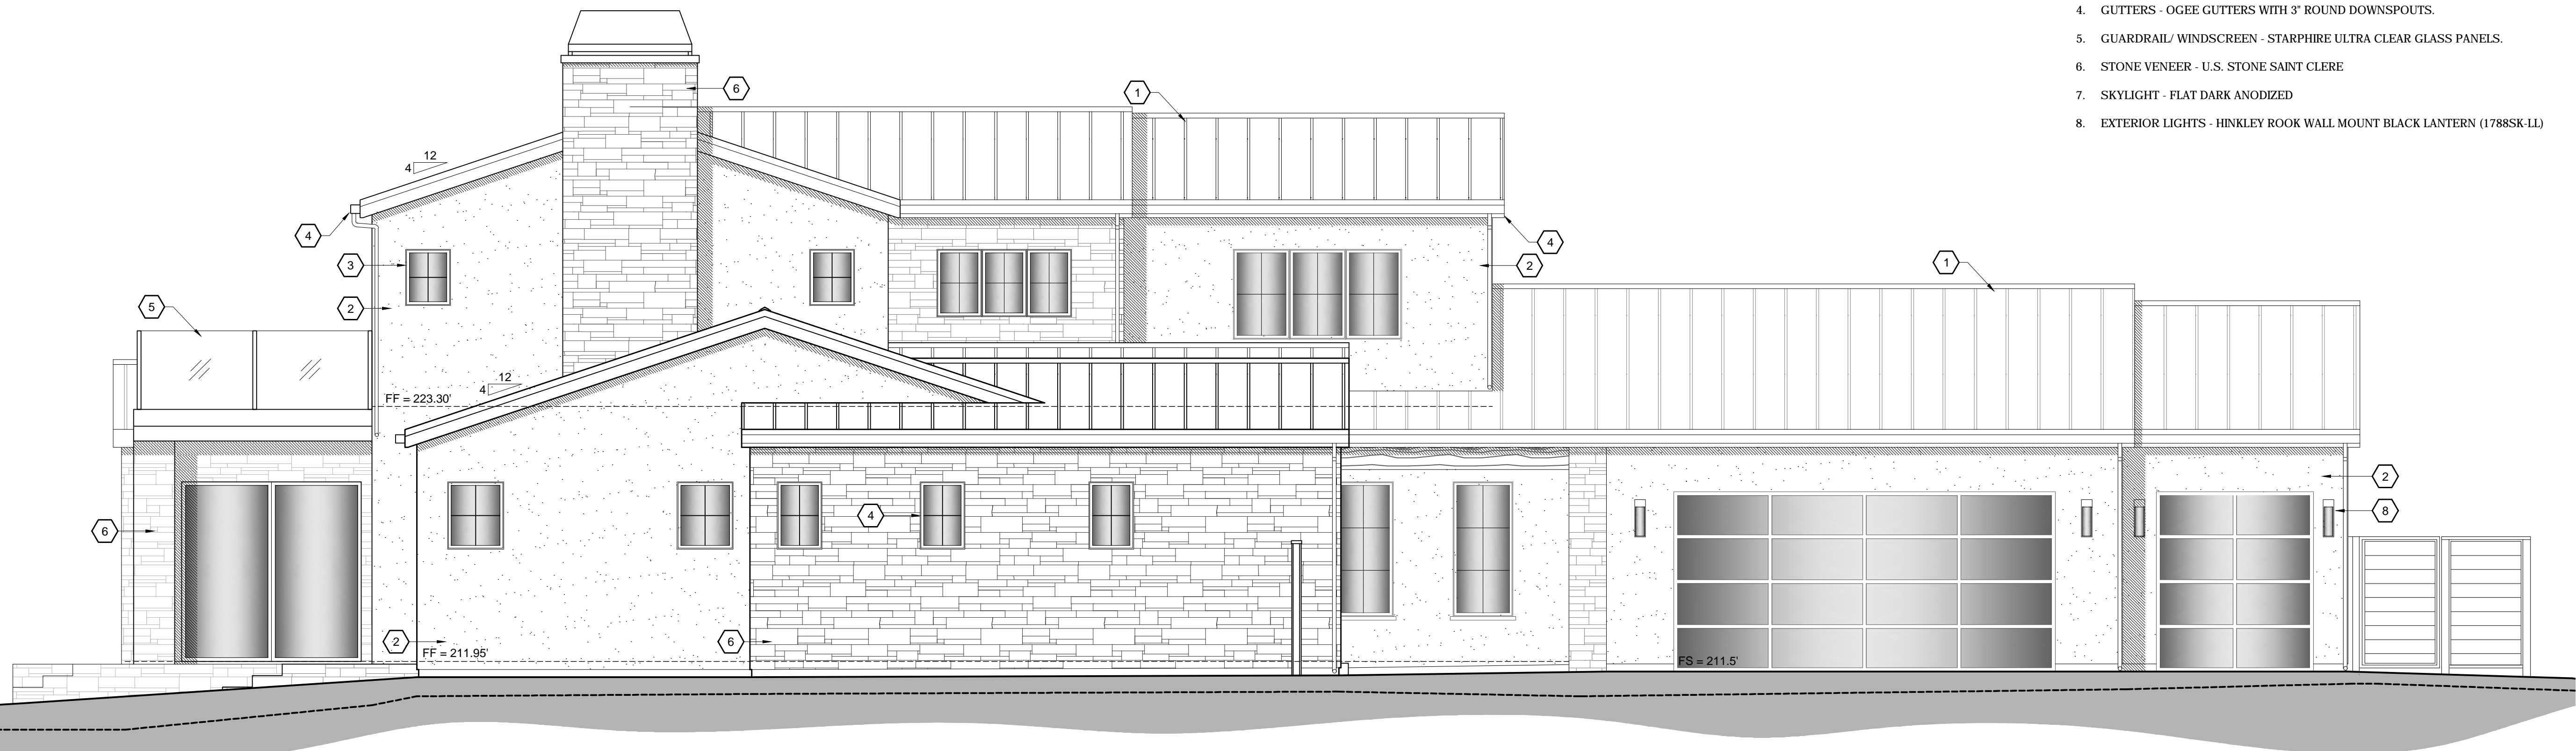 4. GUTTERS - OGEE GUTTERS WITH 3" ROUND DOWNSPOUTS.
5. GUARDRAIL/ WINDSCREEN - STARPHIRE ULTRA CLEAR GLASS PANELS.
6. STONE VENEER - U.S. STONE SAINT CLERE
7. SKYLIGHT - FLAT DARK ANODIZED
8. EXTERIOR LIGHTS - HINKLEY ROOK WALL MOUNT BLACK LANTERN (1788SK-LL)
6
1
12
4
4
4
3
2
1
2
5
12
4
FF = 223.30'
2
4
8
6
2
6
FF = 211.95'
FS = 211.5'